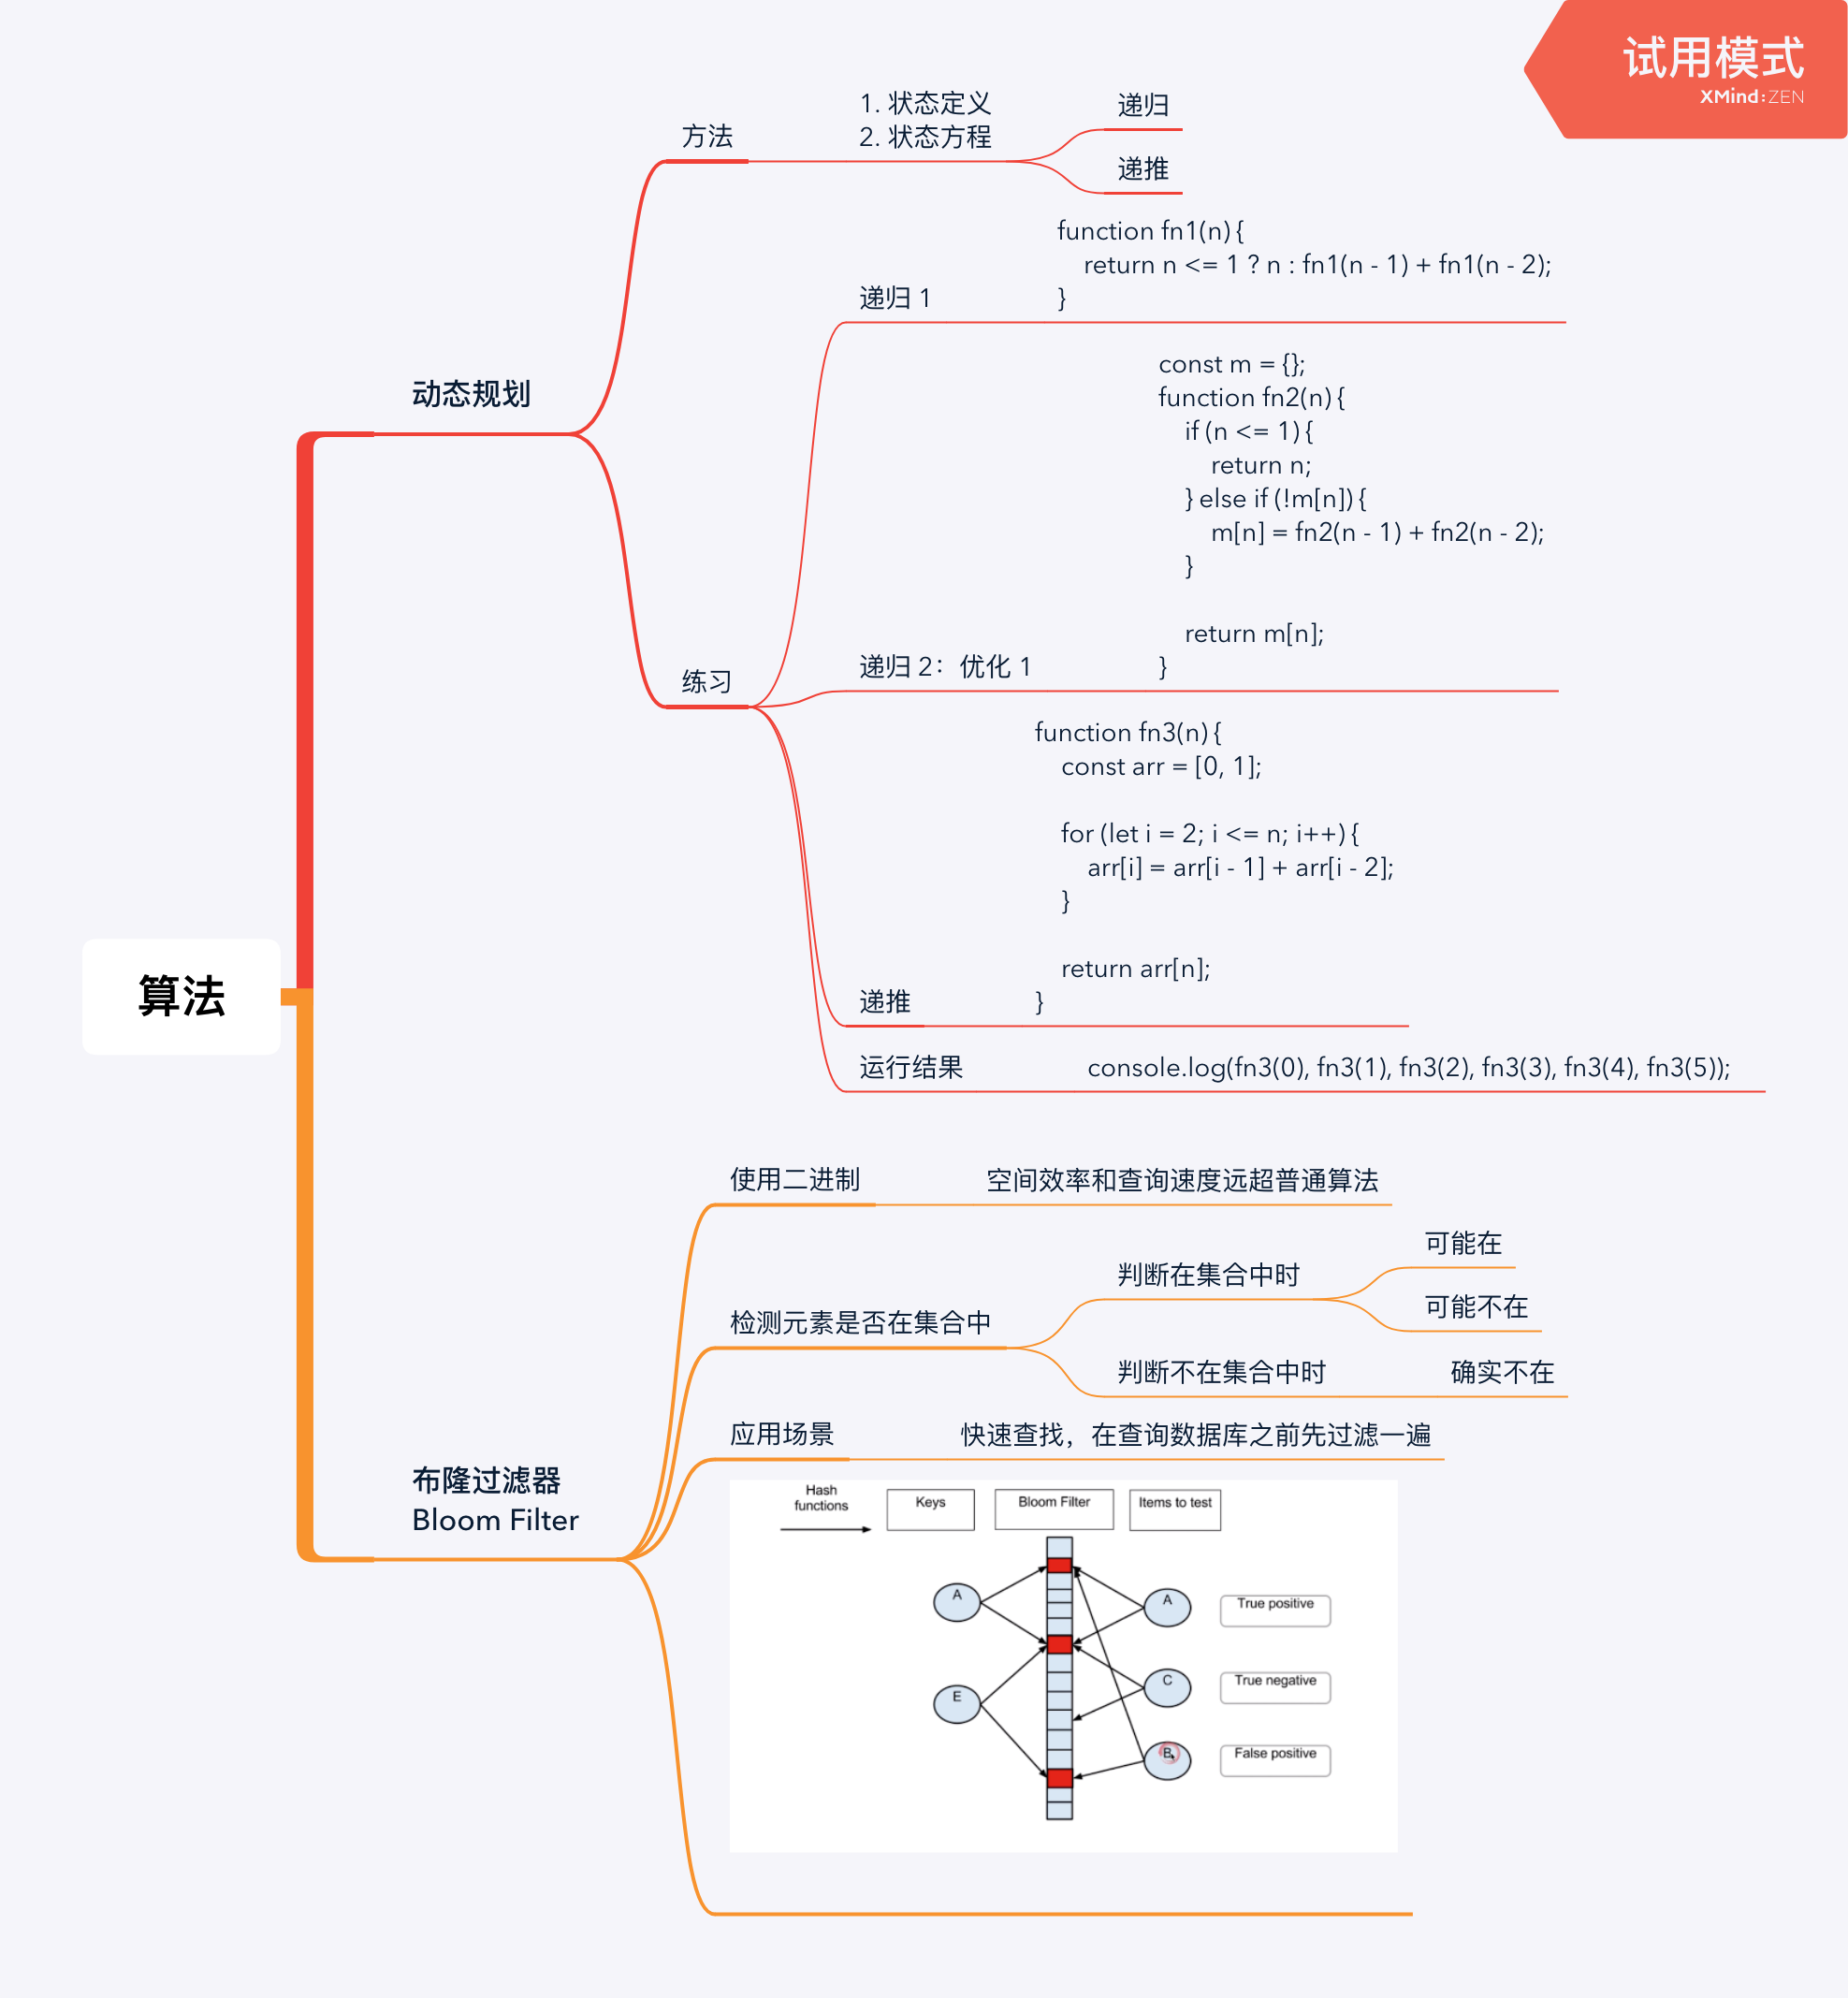 试用模式
XMind:ZEN
算法
动态规划
方法
1. 状态定义
2. 状态方程
递归
递推
练习
递归 1
function fn1(n) {
    return n <= 1 ? n : fn1(n - 1) + fn1(n - 2);
}
递归 2：优化 1
const m = {};
function fn2(n) {
    if (n <= 1) {
        return n;
    } else if (!m[n]) {
        m[n] = fn2(n - 1) + fn2(n - 2);
    }
    return m[n];
}
递推
function fn3(n) {
    const arr = [0, 1];
    for (let i = 2; i <= n; i++) {
        arr[i] = arr[i - 1] + arr[i - 2];
    }
    return arr[n];
}
运行结果
console.log(fn3(0), fn3(1), fn3(2), fn3(3), fn3(4), fn3(5));
布隆过滤器
Bloom Filter
使用二进制
空间效率和查询速度远超普通算法
检测元素是否在集合中
判断在集合中时
可能在
可能不在
判断不在集合中时
确实不在
应用场景
快速查找，在查询数据库之前先过滤一遍
Hash
functions
Keys
Bloom Filter
Items to test
A
A
True positive
E
C
True negative
B
False positive